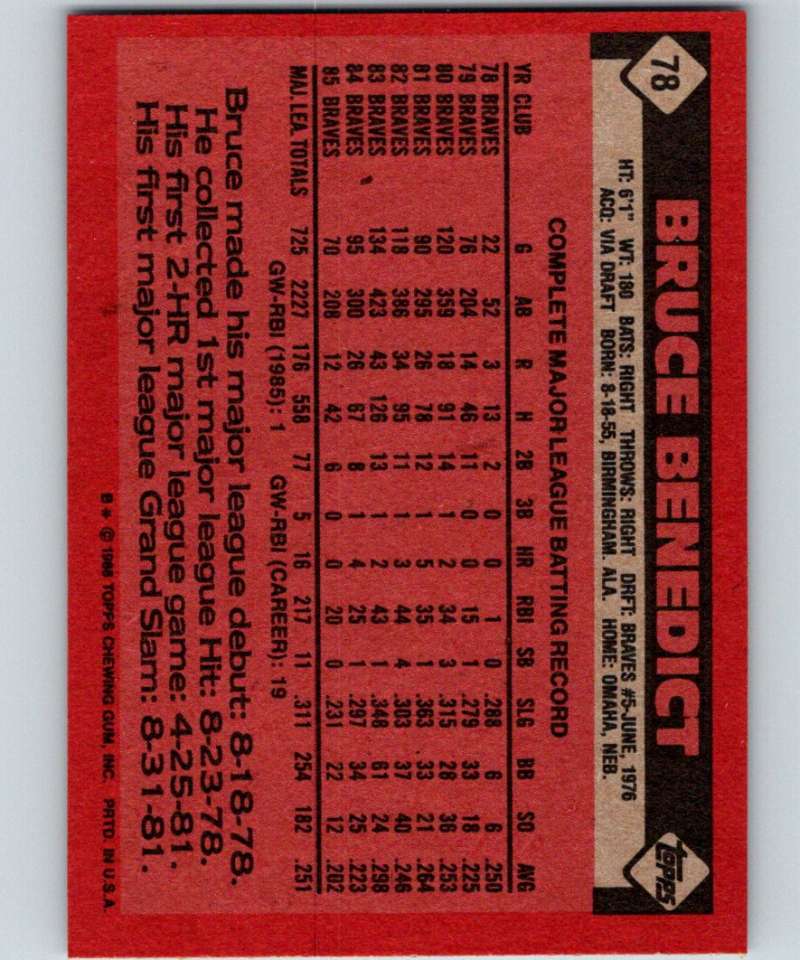 78
BRUCE BENEDICT
topps
HT: 6'1" WT: 180 BATS: RIGHT THROWS: RIGHT DRFT: BRAVES #5-JUNE, 1976
ACQ: VIA DRAFT BORN: 8-18-55, BIRMINGHAM, ALA. HOME: OMAHA, NEB.
COMPLETE MAJOR LEAGUE BATTING RECORD
YR CLUB G AB R H 2B 3B HR RBI SB SLG BB SO AVG
78 BRAVES 22 52 3 13 2 0 0 1 0 .288 6 6 .250
79 BRAVES 76 204 14 46 11 0 0 15 1 .279 33 18 .225
80 BRAVES 120 359 18 91 14 1 2 34 3 .315 28 36 .253
81 BRAVES 90 295 26 78 12 1 5 35 1 .363 33 21 .264
82 BRAVES 118 386 34 95 11 1 3 44 4 .303 37 40 .246
83 BRAVES 134 423 43 126 13 1 2 43 1 .348 61 24 .298
84 BRAVES 95 300 26 67 8 1 4 25 1 .297 34 25 .223
85 BRAVES 70 208 12 42 6 0 0 20 0 .231 22 12 .202
MAJ. LEA. TOTALS 725 2227 176 558 77 5 16 217 11 .311 254 182 .251
GW-RBI (1985): 1 GW-RBI (CAREER): 19
Bruce made his major league debut: 8-18-78.
He collected 1st major league Hit: 8-23-78.
His first 2-HR major league game: 4-25-81.
His first major league Grand Slam: 8-31-81.
B* © 1986 TOPPS CHEWING GUM, INC. PRTD. IN U.S.A.